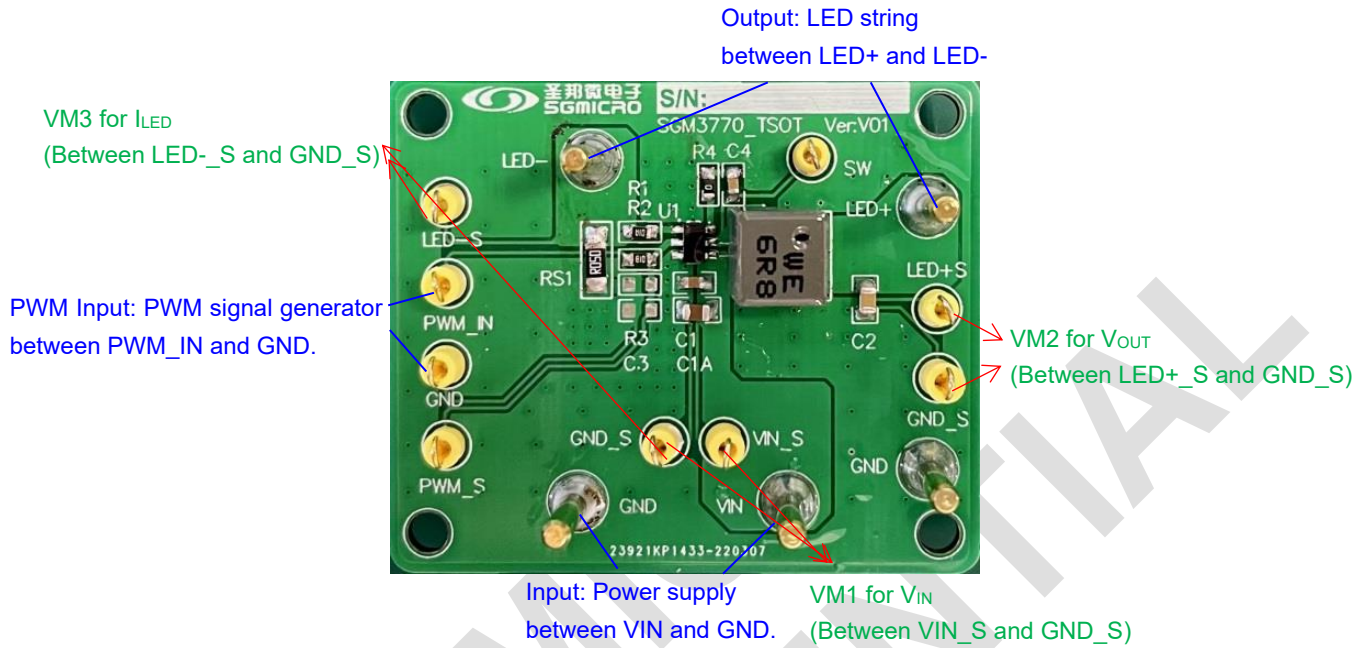 Output: LED string
between LED+ and LED-
VM3 for ILED
(Between LED-_S and GND_S)
圣邦微电子
SGMICRO
S/N:
SGM3770_TSOT Ver:V01
LED-
R4 C4
SW
R1
R2 U1
LED+
LED-S
RS1
R050
010
010
WE
6R8
LED+S
PWM Input: PWM signal generator
between PWM_IN and GND.
PWM_IN
R3 C1
C3 C1A
C2
VM2 for VOUT
(Between LED+_S and GND_S)
GND
GND_S
GND_S
VIN_S
PWM_S
GND
GND
VIN
23921KP1433-220307
Input: Power supply
between VIN and GND.
VM1 for VIN
(Between VIN_S and GND_S)